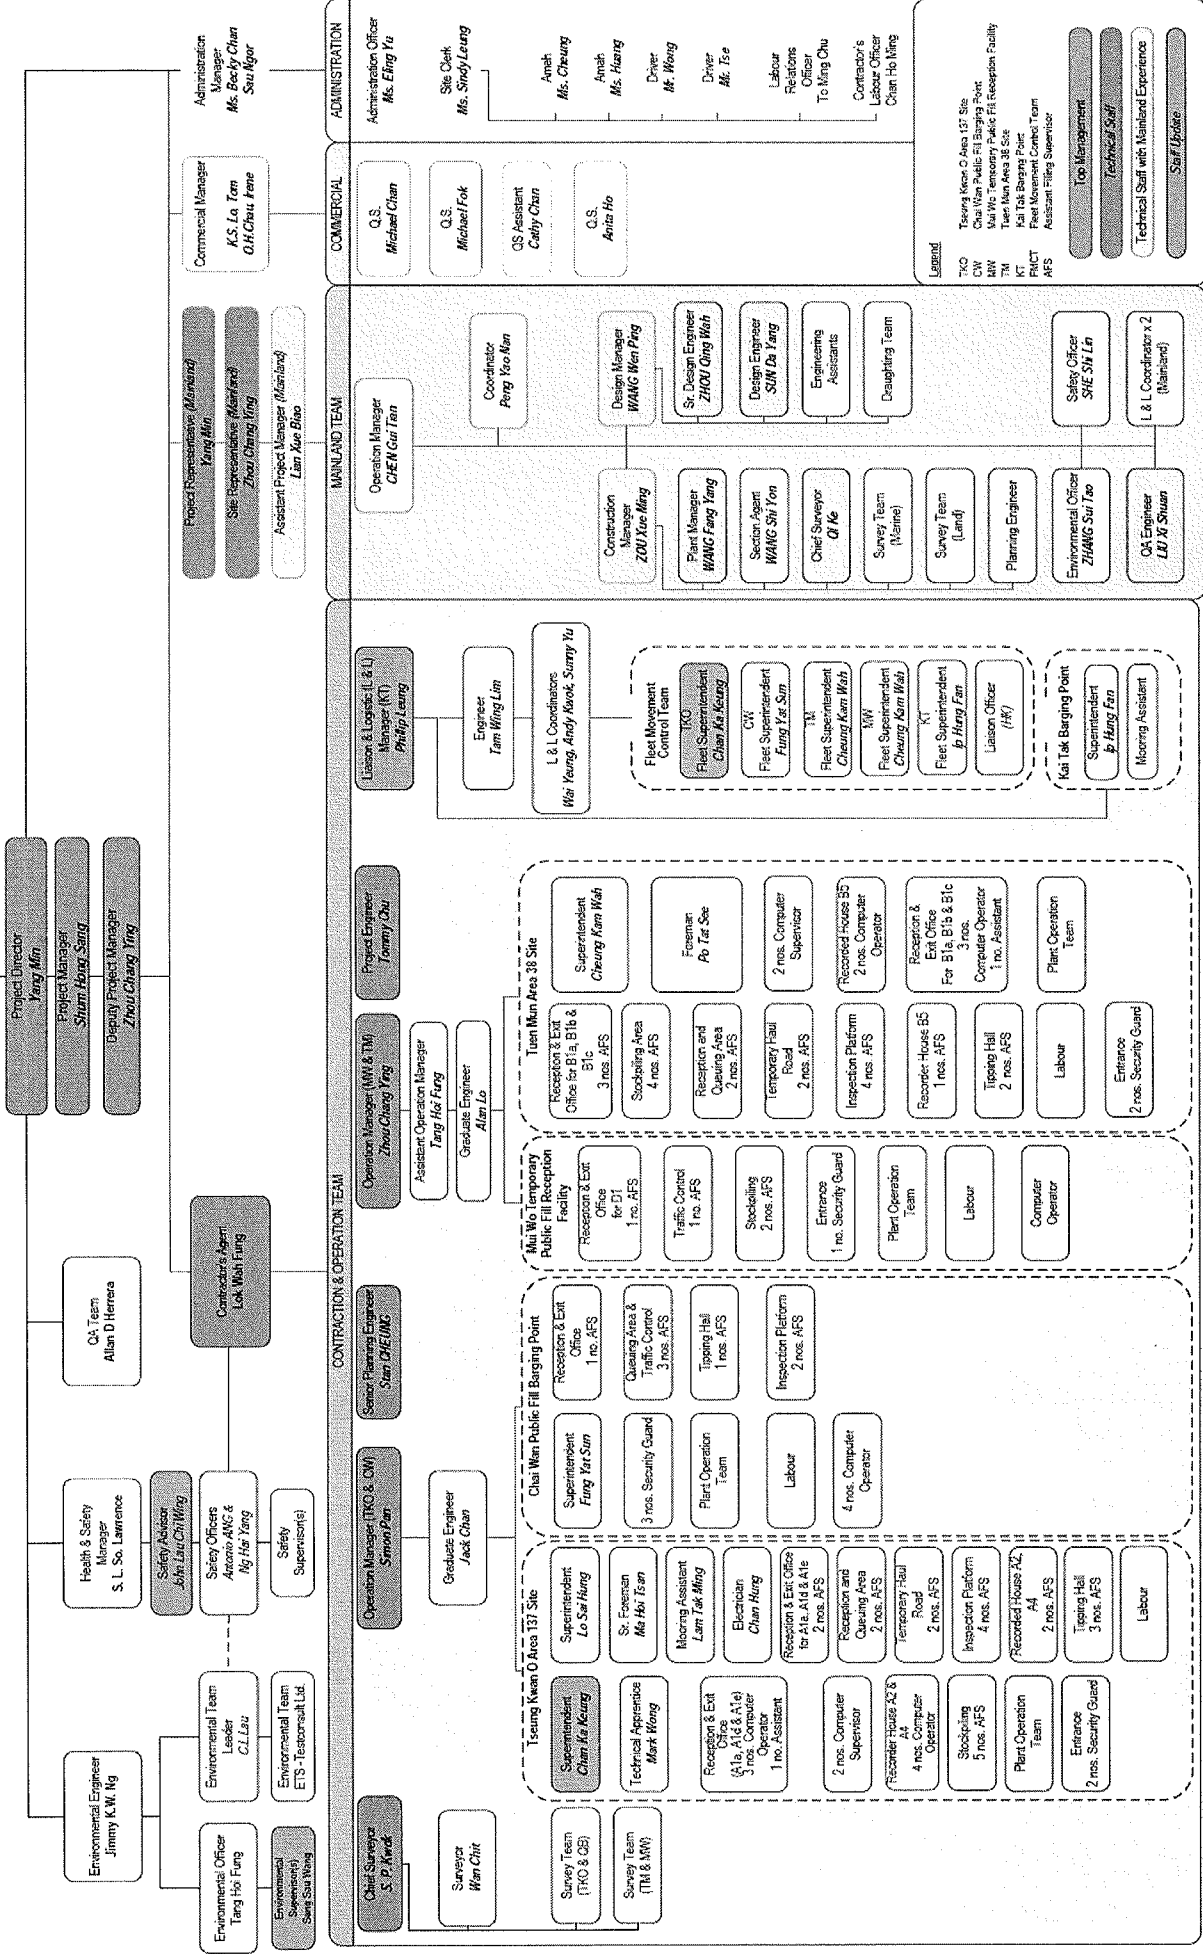 Project Director
Yang Min
Project Manager
Shum Hong Sang
Deputy Project Manager
Zhou Chang Ying
Environmental Engineer
Jimmy K.W. Ng
Environmental Officer
Tang Hoi Fung
Environmental
Supervisor(s)
Sung Sau Wang
Environmental Team
Leader
C.L.Lau
Environmental Team
ETS - Testconsult Ltd.
Health & Safety
Manager
S. L. So. Lawrence
Safety Advisor
John Lau Chi Wing
Safety Officers
Antonio ANG &
Ng Hai Yang
Safety
Supervisor(s)
QA Team
Allan D Herrera
Contractor's Agent
Lok Wah Fung
Project Representative (Mainland)
Yang Min
Site Representative (Mainland)
Zhou Chang Ying
Assistant Project Manager (Mainland)
Lian Xue Biao
Commercial Manager
K.S. Lo, Tom
O.H.Chau, Irene
Administration
Manager
Ms. Becky Chan
Sau Ngor
CONTRACTION & OPERATION TEAM
Chief Surveyor
S. P. Kwok
Surveyor
Wan Chit
Survey Team
(TKO & QB)
Survey Team
(TM & MW)
Operation Manager (TKO & CW)
Simon Pan
Senior Planning Engineer
Stan CHEUNG
Graduate Engineer
Jack Chan
Tseung Kwan O Area 137 Site
Superintendent
Chan Ka Keung
Technical Apprentice
Mark Wong
Reception & Exit
Office
(A1a, A1d & A1e)
3 nos. Computer
Operator
1 no. Assistant
2 nos. Computer
Supervisor
Recorder House A2 &
A4
4 nos. Computer
Operator
Stockpiling
5 nos. AFS
Plant Operation
Team
Entrance
2 nos. Security Guard
Superintendent
Lo Sai Hung
Sr. Foreman
Ma Hoi Tsan
Mooring Assistant
Lam Tak Ming
Electrician
Chan Hung
Reception & Exit Office
for A1a. A1d & A1e
2 nos. AFS
Reception and
Queuing Area
2 nos. AFS
Temporary Haul
Road
2 nos. AFS
Inspection Platform
4 nos. AFS
Recorded House A2,
A4
2 nos. AFS
Tipping Hall
3 nos. AFS
Labour
Chai Wan Public Fill Barging Point
Superintendent
Fung Yat Sun
3 nos. Security Guard
Plant Operation
Team
Labour
4 nos. Computer
Operator
Reception & Exit
Office
1 no. AFS
Queuing Area &
Traffic Control
3 nos. AFS
Tipping Hall
1 nos. AFS
Inspection Platform
2 nos. AFS
Operation Manager (MW & TM)
Zhou Chang Ying
Project Engineer
Tommy Chu
Assistant Operation Manager
Tang Hoi Fung
Graduate Engineer
Alan Lo
Mui Wo Temporary
Public Fill Reception
Facility
Reception & Exit
Office
for D1
1 no. AFS
Traffic Control
1 no. AFS
Stockpiling
2 nos. AFS
Entrance
1 no. Security Guard
Plant Operation
Team
Labour
Computer
Operator
Tuen Mun Area 38 Site
Reception & Exit
Office for B1a, B1b &
B1c
3 nos. AFS
Stockpiling Area
4 nos. AFS
Reception and
Queuing Area
2 nos. AFS
Temporary Haul
Road
2 nos. AFS
Inspection Platform
4 nos. AFS
Recorder House B5
1 nos. AFS
Tipping Hall
2 nos. AFS
Labour
Entrance
2 nos. Security Guard
Superintendent
Cheung Kam Wah
Foreman
Po Tat See
2 nos. Computer
Supervisor
Recorded House B5
2 nos. Computer
Operator
Reception &
Exit Office
For B1a, B1b & B1c
3 nos.
Computer Operator
1 no. Assistant
Plant Operation
Team
Liaison & Logistic (L & L)
Manager (KT)
Phillip Leung
Engineer
Tam Wing Lim
L & L Coordinators
Wai Yeung, Andy Kwok, Sunny Yu
Fleet Movement
Control Team
TKO
Fleet Superintendent
Chan Ka Keung
CW
Fleet Superintendent
Fung Yat Sun
TM
Fleet Superintendent
Cheung Kam Wah
MW
Fleet Superintendent
Cheung Kam Wah
KT
Fleet Superintendent
Ip Hung Fan
Liaison Officer
(HK)
Kai Tak Barging Point
Superintendent
Ip Hung Fan
Mooring Assistant
MAINLAND TEAM
Operation Manager
CHEN Gui Tian
Coordinator
Peng Yao Nan
Construction
Manager
ZOU Xue Ming
Plant Manager
WANG Fang Yang
Section Agent
WANG Shi Yon
Chief Surveyor
QI Ke
Survey Team
(Marine)
Survey Team
(Land)
Planning Engineer
Environmental Officer
ZHANG Sui Tao
QA Engineer
LIU Xi Shuan
Design Manager
WANG Wen Ping
Sr. Design Engineer
ZHOU Qing Wah
Design Engineer
SUN Da Yang
Engineering
Assistants
Daughting Team
Safety Officer
SHE Shi Lin
L & L Coordinator x 2
(Mainland)
COMMERCIAL
Q.S.
Michael Chan
Q.S.
Michael Fok
QS Assistant
Cathy Chan
Q.S.
Anita Ho
ADMINISTRATION
Administration Officer
Ms. Eling Yu
Site Clerk
Ms. Sindy Leung
Amah
Ms. Cheung
Amah
Ms. Huang
Driver
Mr. Wong
Driver
Mr. Tse
Labour
Relations
Officer
To Ming Chu
Contractor's
Labour Officer
Chan Ho Ming
Legend
TKO Tseung Kwan O Area 137 Site
CW Chai Wan Public Fill Barging Point
MW Mui Wo Temporary Public Fill Reception Facility
TM Tuen Mun Area 38 Site
KT Kai Tak Barging Point
FMCT Fleet Movement Control Team
AFS Assistant Filling Supervisor
Top Management
Technical Staff
Technical Staff with Mainland Experience
Staff Update